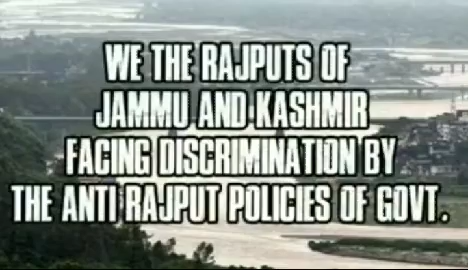 WE THE RAJPUTS OF
JAMMU AND KASHMIR
FACING DISCRIMINATION BY
THE ANTI RAJPUT POLICIES OF GOVT.